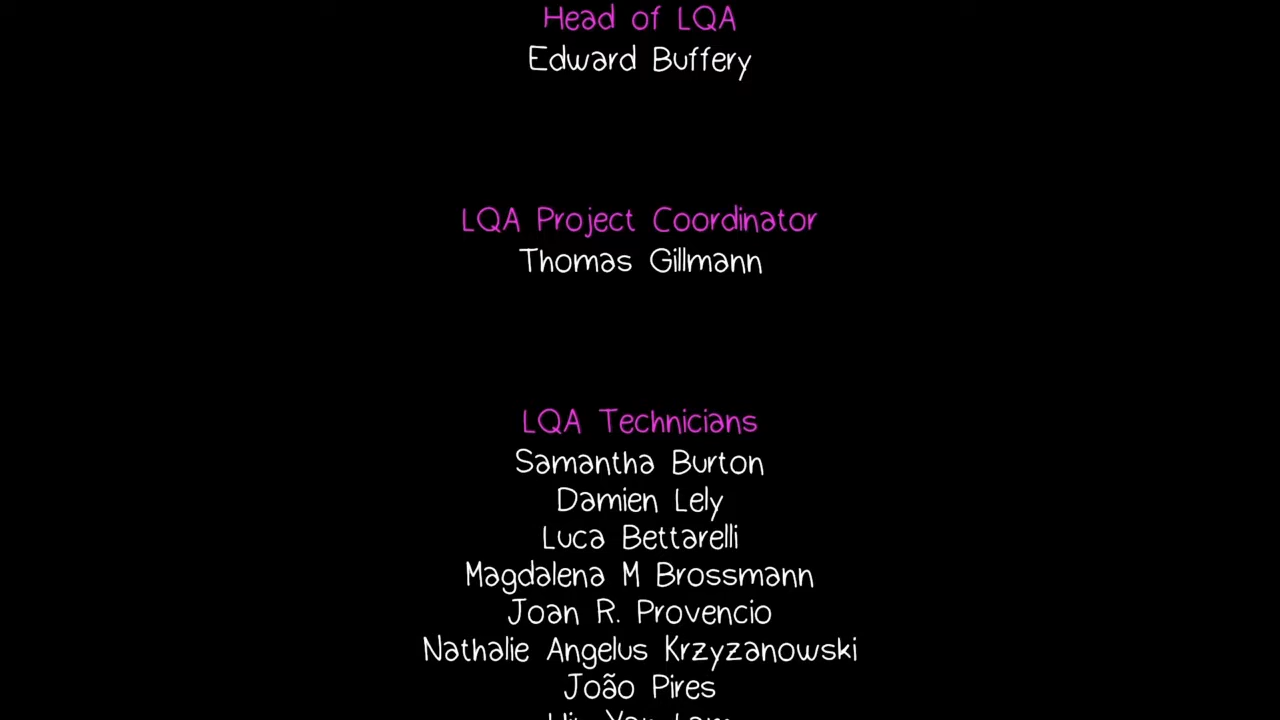 Head of LQA
Edward Buffery
LQA Project Coordinator
Thomas Gillmann
LQA Technicians
Samantha Burton
Damien Lely
Luca Bettarelli
Magdalena M Brossmann
Joan R. Provencio
Nathalie Angelus Krzyzanowski
João Pires